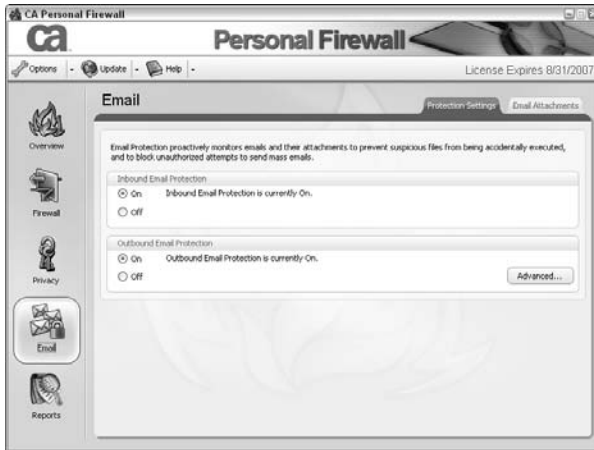 CA Personal Firewall
ca
Personal Firewall
Options
Update
Help
License Expires 8/31/2007
Overview
Firewall
Privacy
Email
Reports
Email
Protection Settings
Email Attachments
Email Protection proactively monitors emails and their attachments to prevent suspicious files from being accidentally executed,
and to block unauthorized attempts to send mass emails.
Inbound Email Protection
On Inbound Email Protection is currently On.
Off
Outbound Email Protection
On Outbound Email Protection is currently On.
Off
Advanced...